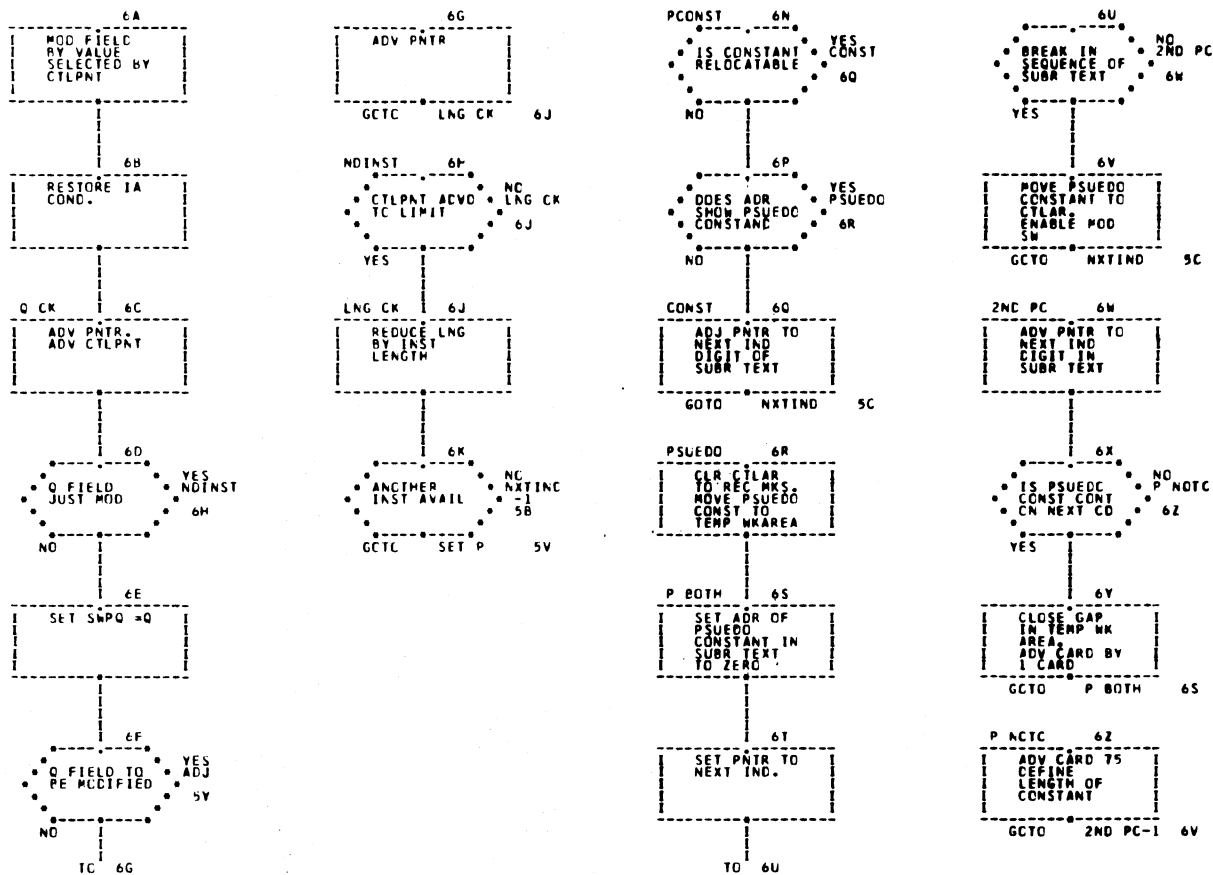 6A
MOD FIELD
BY VALUE
SELECTED BY
CTLPNT
6B
RESTORE IA
COND.
Q CK 6C
ADV PNTR.
ADV CTLPNT
6D
Q FIELD
JUST MOD
YES
NDINST
6H
NO
6E
SET SWPQ =Q
6F
Q FIELD TO
BE MODIFIED
YES
ADJ
5Y
NO
TC 6G
6G
ADV PNTR
GCTC LNG CK 6J
NDINST 6H
CTLPNT ADVD
TC LIMIT
NO
LNG CK
6J
YES
LNG CK 6J
REDUCE LNG
BY INST
LENGTH
6K
ANOTHER
INST AVAIL
NO
NXTIND
-1
5B
GCTC SET P 5V
PCONST 6N
IS CONSTANT
RELOCATABLE
YES
CONST
6Q
NO
6P
DOES ADR
SHOW PSUEDO
CONSTAND
YES
PSUEDO
6R
NO
CONST 6Q
ADJ PNTR TO
NEXT IND
DIGIT OF
SUBR TEXT
GOTO NXTIND 5C
PSUEDO 6R
CLR CTLAR
TO REC MKS.
MOVE PSUEDO
CONST TO
TEMP WKAREA
P BOTH 6S
SET ADR OF
PSUEDO
CONSTANT IN
SUBR TEXT
TO ZERO
6T
SET PNTR TO
NEXT IND.
TO 6U
6U
BREAK IN
SEQUENCE OF
SUBR TEXT
NO
2ND PC
6W
YES
6V
MOVE PSUEDO
CONSTANT TO
CTLAR.
ENABLE MOD
SW
GCTO NXTIND 5C
2ND PC 6W
ADV PNTR TO
NEXT IND
DIGIT IN
SUBR TEXT
6X
IS PSUEDC
CONST CONT
CN NEXT CD
NO
P NOTC
6Z
YES
6Y
CLOSE GAP
IN TEMP WK
AREA.
ADV CARD BY
1 CARD
GCTO P BOTH 6S
P NCTC 6Z
ADV CARD 75
DEFINE
LENGTH OF
CONSTANT
GCTO 2ND PC-1 6V